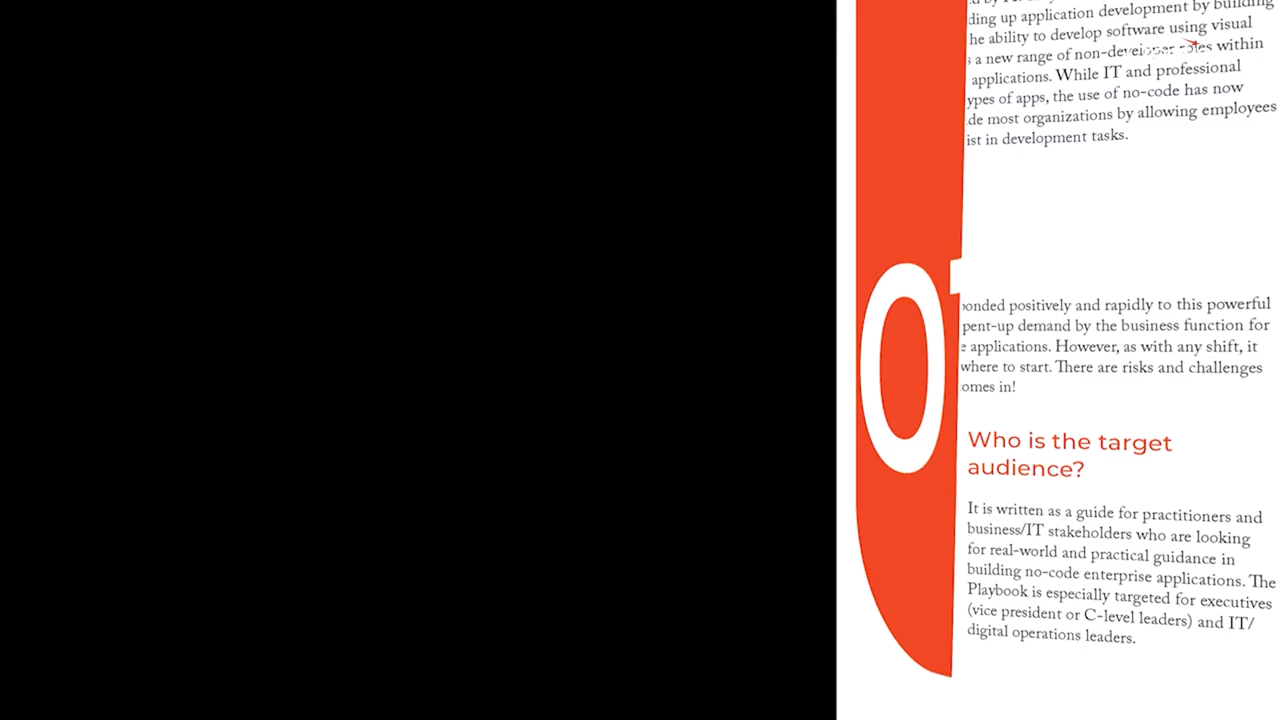 ding up application development by building
he ability to develop software using visual
s a new range of non-developer roles within
applications. While IT and professional
ypes of apps, the use of no-code has now
de most organizations by allowing employees
ist in development tasks.
o
ponded positively and rapidly to this powerful
pent-up demand by the business function for
e applications. However, as with any shift, it
where to start. There are risks and challenges
omes in!
Who is the target
audience?
It is written as a guide for practitioners and
business/IT stakeholders who are looking
for real-world and practical guidance in
building no-code enterprise applications. The
Playbook is especially targeted for executives
(vice president or C-level leaders) and IT/
digital operations leaders.